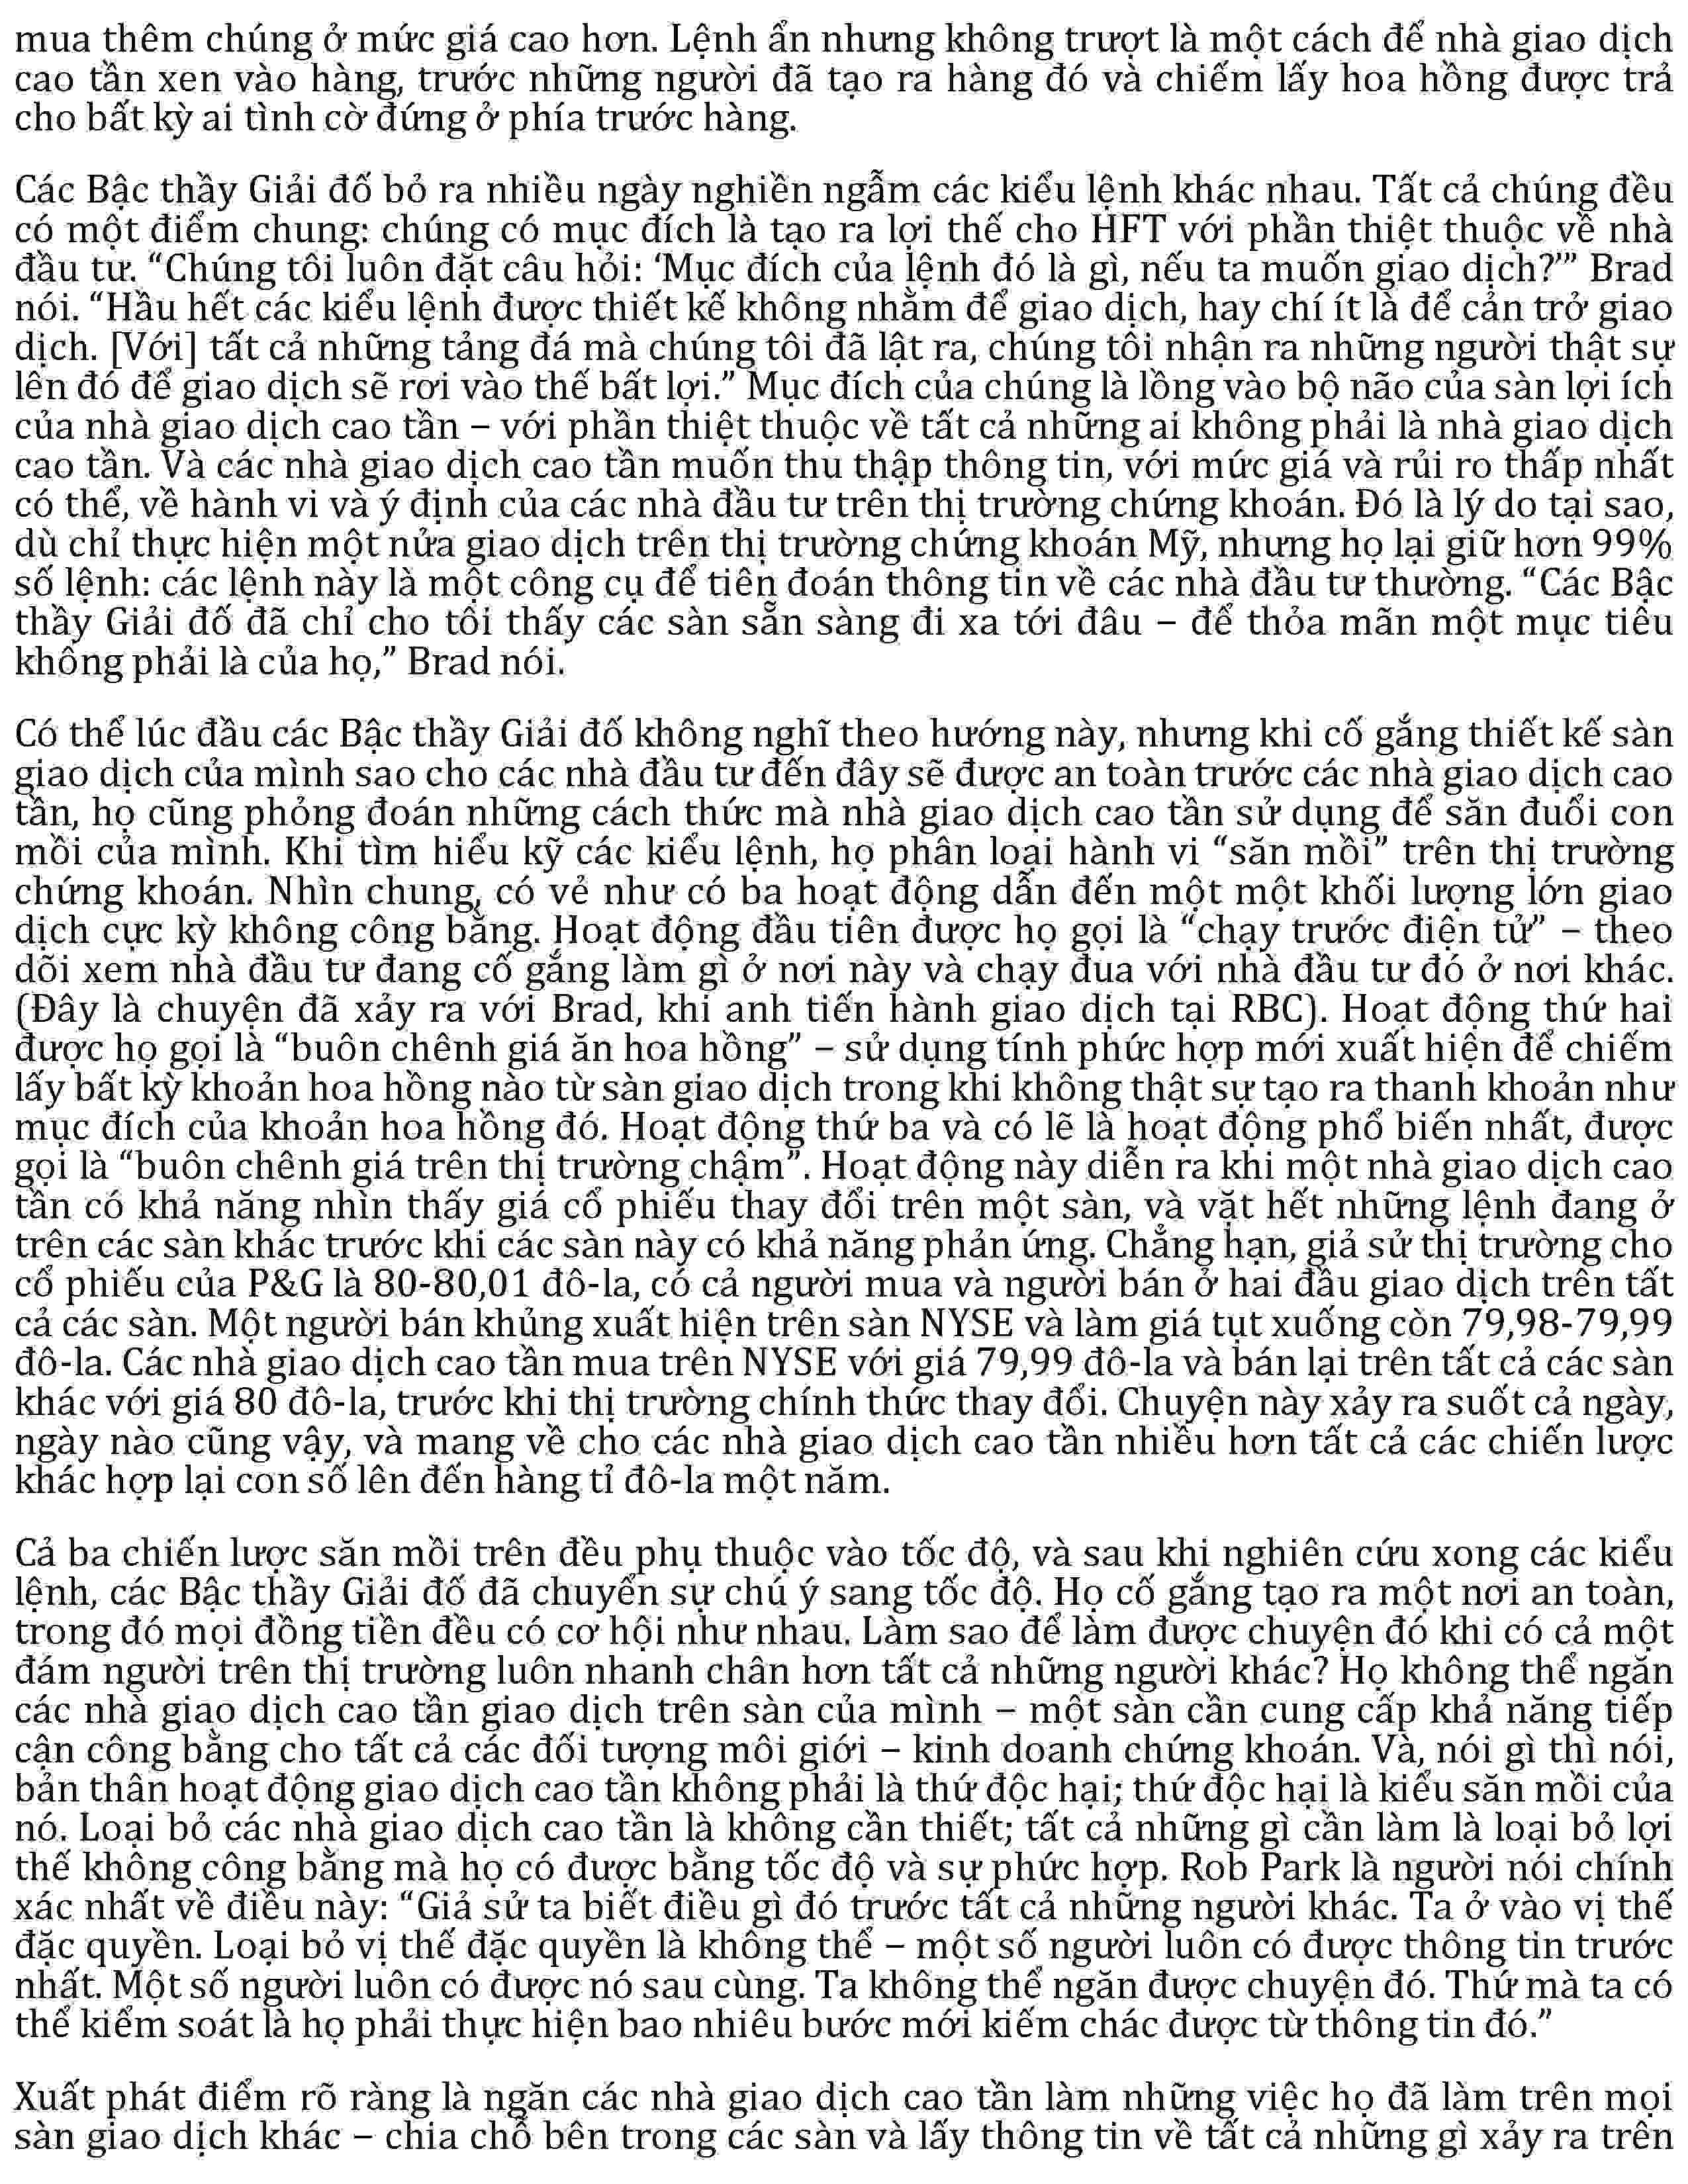 mua thêm chúng ở mức giá cao hơn. Lệnh ẩn nhưng không trượt là một cách để nhà giao dịch
cao tần xen vào hàng, trước những người đã tạo ra hàng đó và chiếm lấy hoa hồng được trả
cho bất kỳ ai tình cờ đứng ở phía trước hàng.
Các Bậc thầy Giải đố bỏ ra nhiều ngày nghiền ngẫm các kiểu lệnh khác nhau. Tất cả chúng đều
có một điểm chung: chúng có mục đích là tạo ra lợi thế cho HFT với phần thiệt thuộc về nhà
đầu tư. “Chúng tôi luôn đặt câu hỏi: ‘Mục đích của lệnh đó là gì, nếu ta muốn giao dịch?’” Brad
nói. “Hầu hết các kiểu lệnh được thiết kế không nhằm để giao dịch, hay chí ít là để cản trở giao
dịch. [Với] tất cả những tảng đá mà chúng tôi đã lật ra, chúng tôi nhận ra những người thật sự
lên đó để giao dịch sẽ rơi vào thế bất lợi.” Mục đích của chúng là lồng vào bộ não của sàn lợi ích
của nhà giao dịch cao tần – với phần thiệt thuộc về tất cả những ai không phải là nhà giao dịch
cao tần. Và các nhà giao dịch cao tần muốn thu thập thông tin, với mức giá và rủi ro thấp nhất
có thể, về hành vi và ý định của các nhà đầu tư trên thị trường chứng khoán. Đó là lý do tại sao,
dù chỉ thực hiện một nửa giao dịch trên thị trường chứng khoán Mỹ, nhưng họ lại giữ hơn 99%
số lệnh: các lệnh này là một công cụ để tiên đoán thông tin về các nhà đầu tư thường. “Các Bậc
thầy Giải đố đã chỉ cho tôi thấy các sàn sẵn sàng đi xa tới đâu – để thỏa mãn một mục tiêu
không phải là của họ,” Brad nói.
Có thể lúc đầu các Bậc thầy Giải đố không nghĩ theo hướng này, nhưng khi cố gắng thiết kế sàn
giao dịch của mình sao cho các nhà đầu tư đến đây sẽ được an toàn trước các nhà giao dịch cao
tần, họ cũng phỏng đoán những cách thức mà nhà giao dịch cao tần sử dụng để săn đuổi con
mồi của mình. Khi tìm hiểu kỹ các kiểu lệnh, họ phân loại hành vi “săn mồi” trên thị trường
chứng khoán. Nhìn chung, có vẻ như có ba hoạt động dẫn đến một một khối lượng lớn giao
dịch cực kỳ không công bằng. Hoạt động đầu tiên được họ gọi là “chạy trước điện tử” – theo
dõi xem nhà đầu tư đang cố gắng làm gì ở nơi này và chạy đua với nhà đầu tư đó ở nơi khác.
(Đây là chuyện đã xảy ra với Brad, khi anh tiến hành giao dịch tại RBC). Hoạt động thứ hai
được họ gọi là “buôn chênh giá ăn hoa hồng” – sử dụng tính phức hợp mới xuất hiện để chiếm
lấy bất kỳ khoản hoa hồng nào từ sàn giao dịch trong khi không thật sự tạo ra thanh khoản như
mục đích của khoản hoa hồng đó. Hoạt động thứ ba và có lẽ là hoạt động phổ biến nhất, được
gọi là “buôn chênh giá trên thị trường chậm”. Hoạt động này diễn ra khi một nhà giao dịch cao
tần có khả năng nhìn thấy giá cổ phiếu thay đổi trên một sàn, và vặt hết những lệnh đang ở
trên các sàn khác trước khi các sàn này có khả năng phản ứng. Chẳng hạn, giả sử thị trường cho
cổ phiếu của P&G là 80-80,01 đô-la, có cả người mua và người bán ở hai đầu giao dịch trên tất
cả các sàn. Một người bán khủng xuất hiện trên sàn NYSE và làm giá tụt xuống còn 79,98-79,99
đô-la. Các nhà giao dịch cao tần mua trên NYSE với giá 79,99 đô-la và bán lại trên tất cả các sàn
khác với giá 80 đô-la, trước khi thị trường chính thức thay đổi. Chuyện này xảy ra suốt cả ngày,
ngày nào cũng vậy, và mang về cho các nhà giao dịch cao tần nhiều hơn tất cả các chiến lược
khác hợp lại con số lên đến hàng tỉ đô-la một năm.
Cả ba chiến lược săn mồi trên đều phụ thuộc vào tốc độ, và sau khi nghiên cứu xong các kiểu
lệnh, các Bậc thầy Giải đố đã chuyển sự chú ý sang tốc độ. Họ cố gắng tạo ra một nơi an toàn,
trong đó mọi đồng tiền đều có cơ hội như nhau. Làm sao để làm được chuyện đó khi có cả một
đám người trên thị trường luôn nhanh chân hơn tất cả những người khác? Họ không thể ngăn
các nhà giao dịch cao tần giao dịch trên sàn của mình – một sàn cần cung cấp khả năng tiếp
cận công bằng cho tất cả các đối tượng môi giới – kinh doanh chứng khoán. Và, nói gì thì nói,
bản thân hoạt động giao dịch cao tần không phải là thứ độc hại; thứ độc hại là kiểu săn mồi của
nó. Loại bỏ các nhà giao dịch cao tần là không cần thiết; tất cả những gì cần làm là loại bỏ lợi
thế không công bằng mà họ có được bằng tốc độ và sự phức hợp. Rob Park là người nói chính
xác nhất về điều này: “Giả sử ta biết điều gì đó trước tất cả những người khác. Ta ở vào vị thế
đặc quyền. Loại bỏ vị thế đặc quyền là không thể – một số người luôn có được thông tin trước
nhất. Một số người luôn có được nó sau cùng. Ta không thể ngăn được chuyện đó. Thứ mà ta có
thể kiểm soát là họ phải thực hiện bao nhiêu bước mới kiếm chác được từ thông tin đó.”
Xuất phát điểm rõ ràng là ngăn các nhà giao dịch cao tần làm những việc họ đã làm trên mọi
sàn giao dịch khác – chia chỗ bên trong các sàn và lấy thông tin về tất cả những gì xảy ra trên